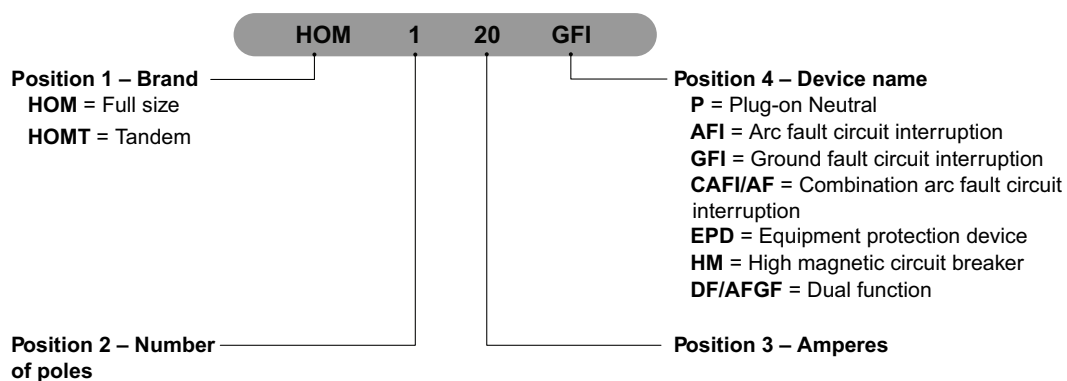 HOM 1 20 GFI
Position 1 – Brand
HOM = Full size
HOMT = Tandem
Position 4 – Device name
P = Plug-on Neutral
AFI = Arc fault circuit interruption
GFI = Ground fault circuit interruption
CAFI/AF = Combination arc fault circuit
interruption
EPD = Equipment protection device
HM = High magnetic circuit breaker
DF/AFGF = Dual function
Position 2 – Number
of poles
Position 3 – Amperes